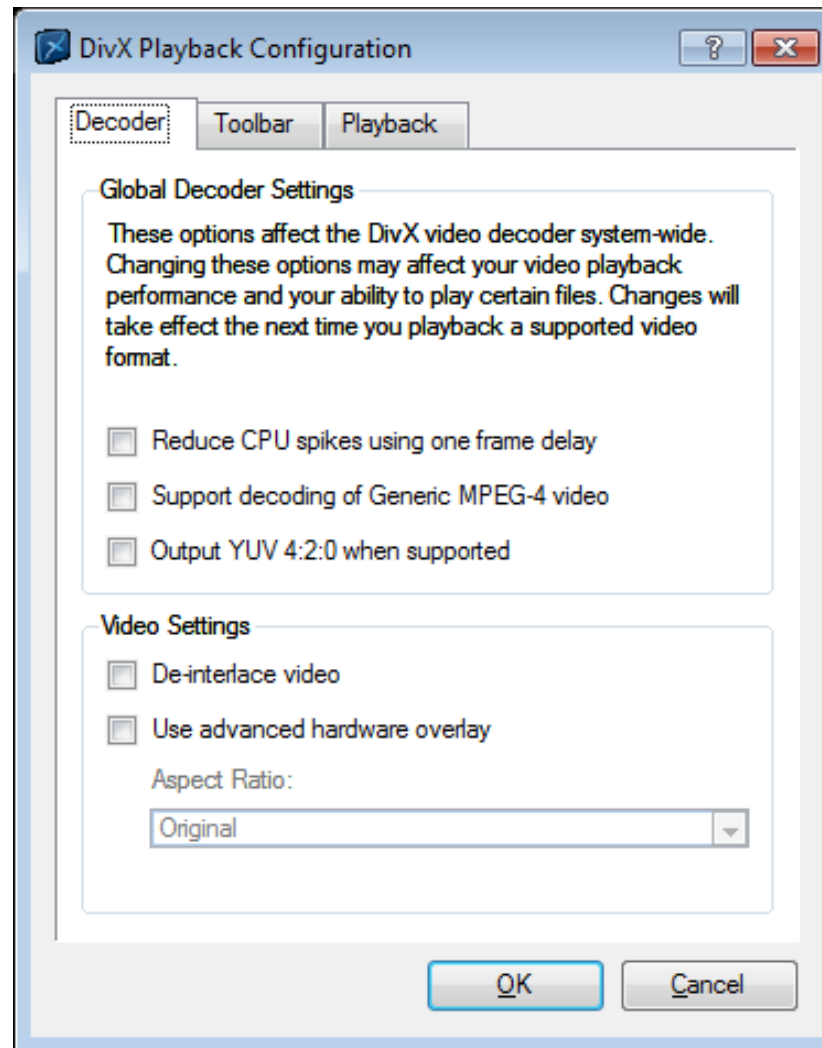 DivX Playback Configuration
Decoder Toolbar Playback
Global Decoder Settings
These options affect the DivX video decoder system-wide.
Changing these options may affect your video playback
performance and your ability to play certain files. Changes will
take effect the next time you playback a supported video
format.
Reduce CPU spikes using one frame delay
Support decoding of Generic MPEG-4 video
Output YUV 4:2:0 when supported
Video Settings
De-interlace video
Use advanced hardware overlay
Aspect Ratio:
Original
OK Cancel